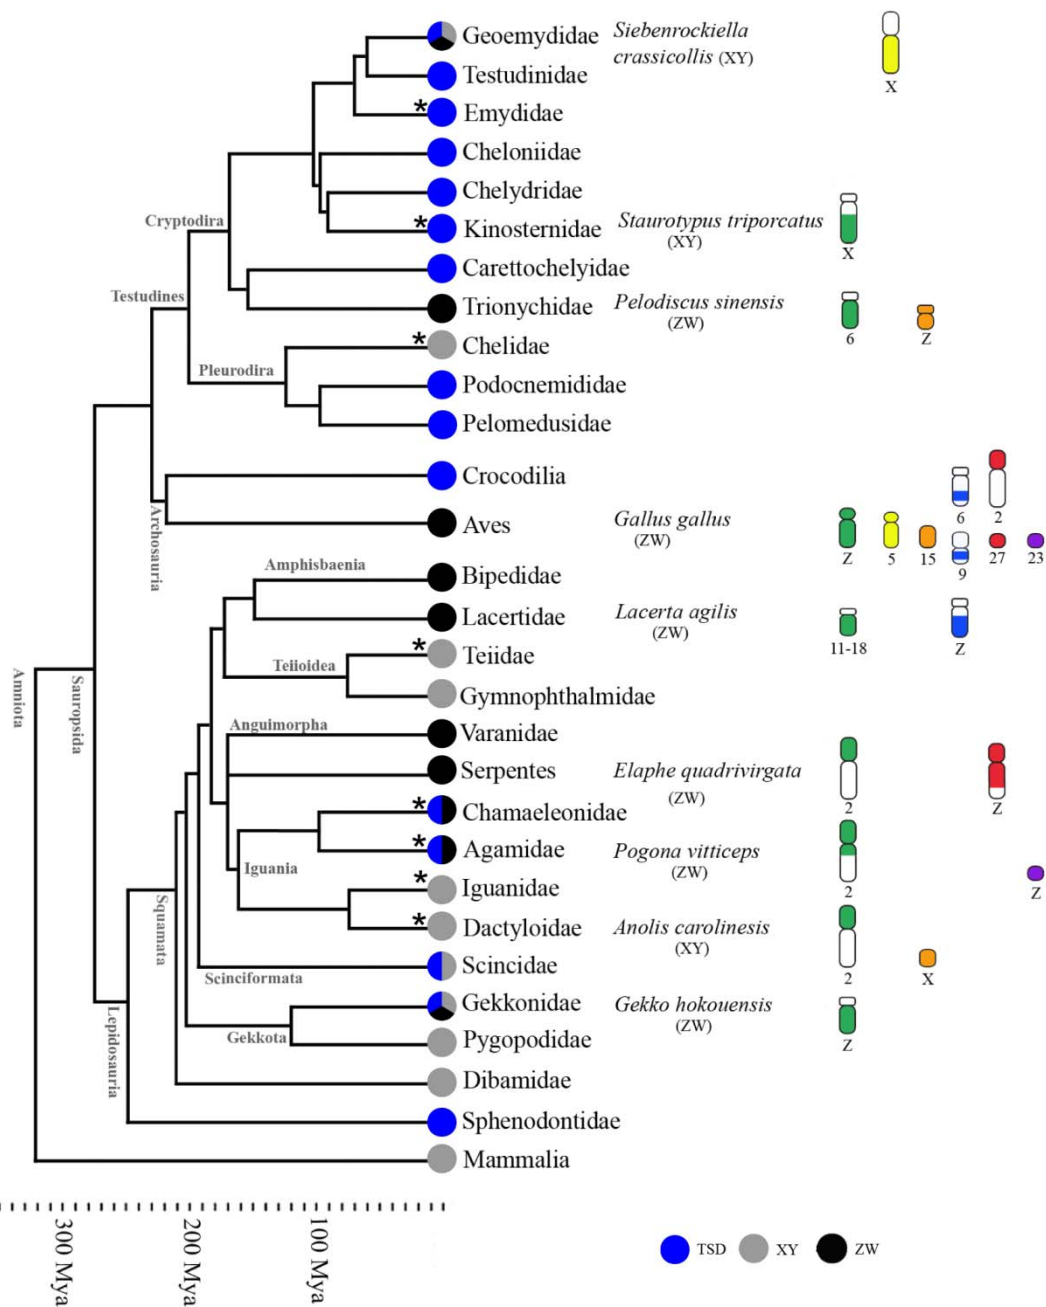 Geoemydidae
Siebenrockiella
crassicollis (XY)
X
Testudinidae
*
Emydidae
Cheloniidae
Chelydridae
Cryptodira
*
Kinosternidae
Staurotypus triporcatus
(XY)
X
Carettochelyidae
Testudines
Trionychidae
Pelodiscus sinensis
(ZW)
6
Z
*
Chelidae
Pleurodira
Podocnemididae
Pelomedusidae
Crocodilia
6
2
Archosauria
Aves
Gallus gallus
(ZW)
Z
5
15
9
27
23
Amphisbaenia
Bipedidae
Lacertidae
Lacerta agilis
(ZW)
11-18
Z
*
Teiidae
Teiioidea
Gymnophthalmidae
Amniota
Sauropsida
Anguimorpha
Varanidae
Serpentes
Elaphe quadrivirgata
(ZW)
2
Z
*
Chamaeleonidae
*
Agamidae
Pogona vitticeps
(ZW)
2
Z
Iguania
*
Iguanidae
*
Dactyloidae
Anolis carolinesis
(XY)
2
X
Squamata
Scincidae
Scinciformata
Gekkonidae
Gekko hokouensis
(ZW)
Z
Gekkota
Pygopodidae
Lepidosauria
Dibamidae
Sphenodontidae
Mammalia
300 Mya
200 Mya
100 Mya
TSD
XY
ZW